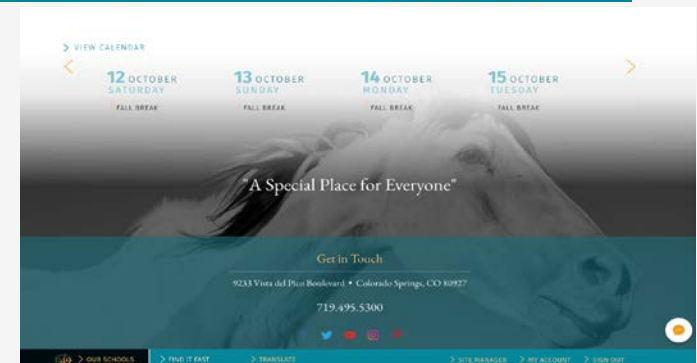 > VIEW CALENDAR
12 OCTOBER 13 OCTOBER 14 OCTOBER 15 OCTOBER
SATURDAY SUNDAY MONDAY TUESDAY
FALL BREAK FALL BREAK FALL BREAK FALL BREAK
"A Special Place for Everyone"
Get in Touch
9233 Vista del Pico Boulevard • Colorado Springs, CO 80927
719.495.5300
> OUR SCHOOLS > FIND IT FAST > TRANSLATE > SITE MANAGER > MY ACCOUNT > SIGN OUT